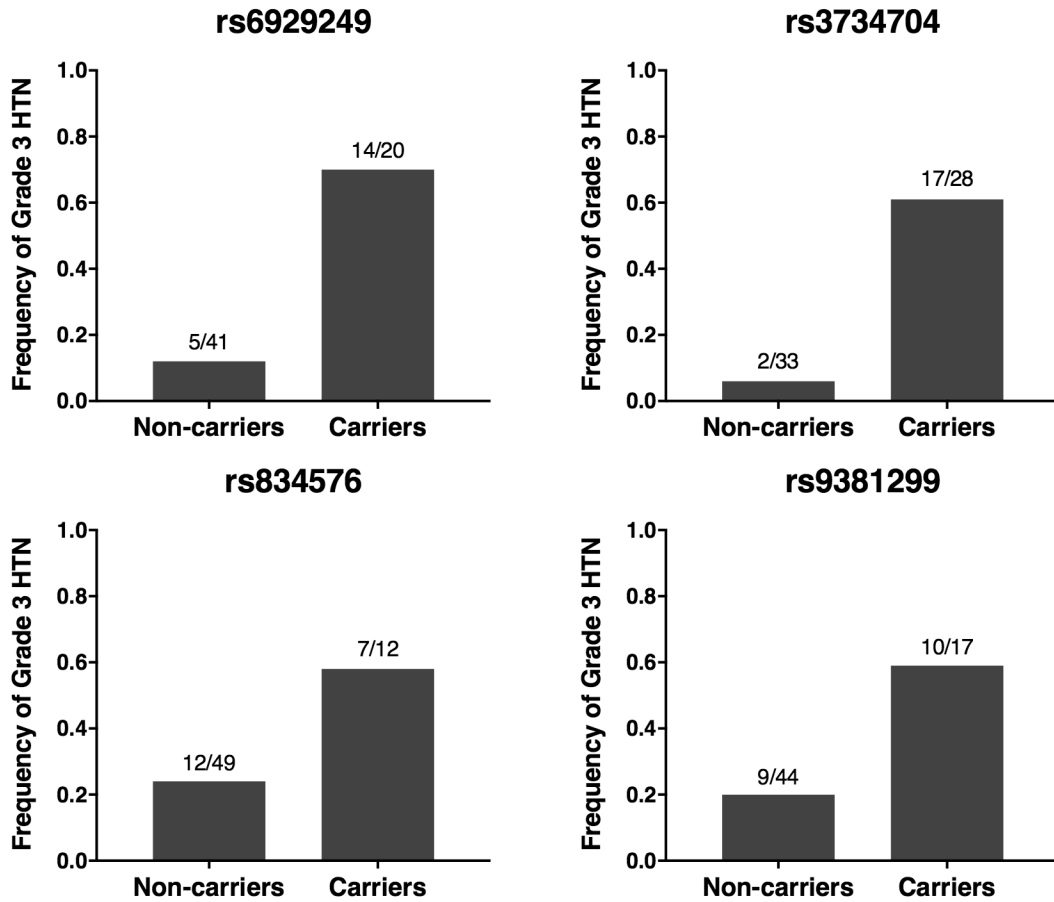 rs6929249
Frequency of Grade 3 HTN
1.0
0.8
0.6
0.4
0.2
0.0
5/41
14/20
Non-carriers Carriers
rs3734704
Frequency of Grade 3 HTN
1.0
0.8
0.6
0.4
0.2
0.0
2/33
17/28
Non-carriers Carriers
rs834576
Frequency of Grade 3 HTN
1.0
0.8
0.6
0.4
0.2
0.0
12/49
7/12
Non-carriers Carriers
rs9381299
Frequency of Grade 3 HTN
1.0
0.8
0.6
0.4
0.2
0.0
9/44
10/17
Non-carriers Carriers